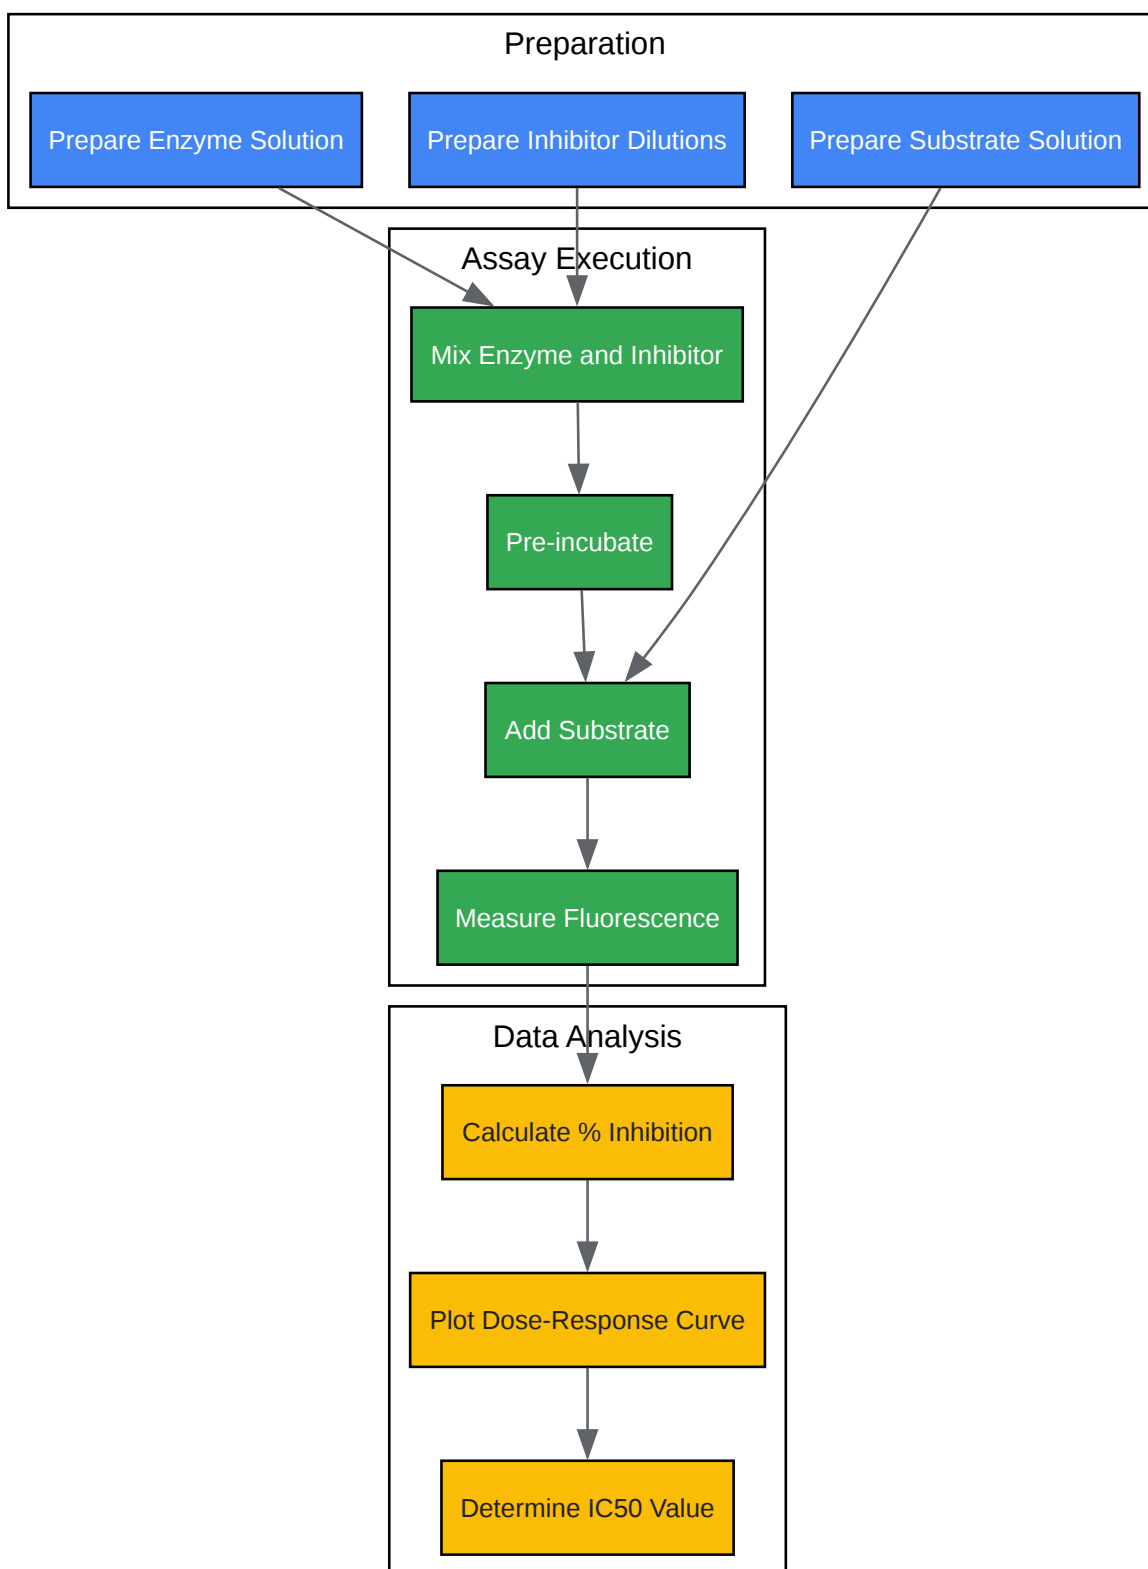 Preparation
Prepare Enzyme Solution
Prepare Inhibitor Dilutions
Prepare Substrate Solution
Assay Execution
Mix Enzyme and Inhibitor
Pre-incubate
Add Substrate
Measure Fluorescence
Data Analysis
Calculate % Inhibition
Plot Dose-Response Curve
Determine IC50 Value